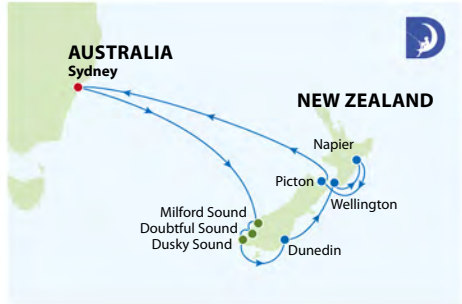 AUSTRALIA
Sydney
NEW ZEALAND
Napier
Picton
Wellington
Milford Sound
Doubtful Sound
Dusky Sound
Dunedin